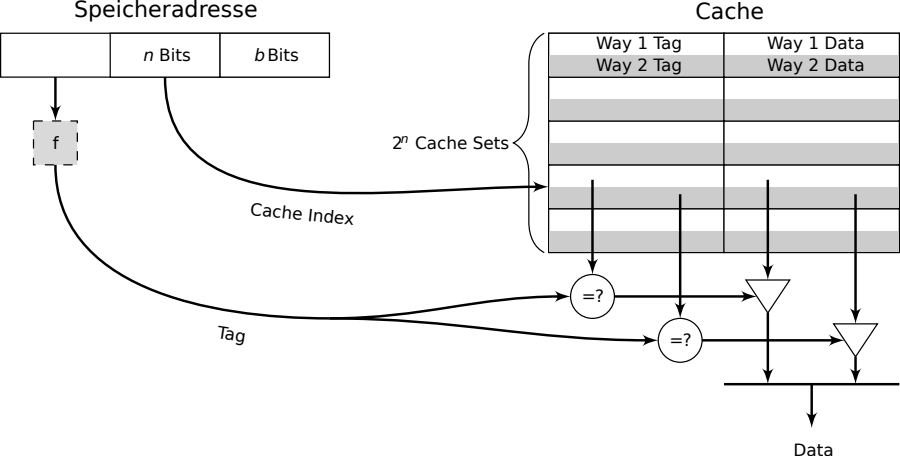 Speicheradresse
Cache
n Bits
b Bits
Way 1 Tag
Way 1 Data
Way 2 Tag
Way 2 Data
f
2ⁿ Cache Sets
Cache Index
Tag
=?
=?
Data